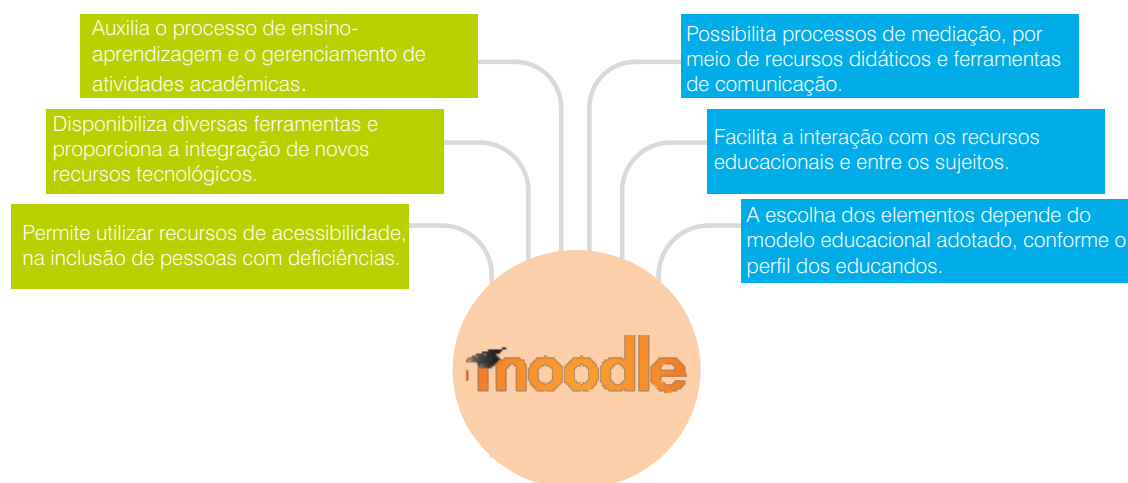 Auxilia o processo de ensino-
aprendizagem e o gerenciamento de
atividades acadêmicas.
Disponibiliza diversas ferramentas e
proporciona a integração de novos
recursos tecnológicos.
Permite utilizar recursos de acessibilidade,
na inclusão de pessoas com deficiências.
Possibilita processos de mediação, por
meio de recursos didáticos e ferramentas
de comunicação.
Facilita a interação com os recursos
educacionais e entre os sujeitos.
A escolha dos elementos depende do
modelo educacional adotado, conforme o
perfil dos educandos.
moodle